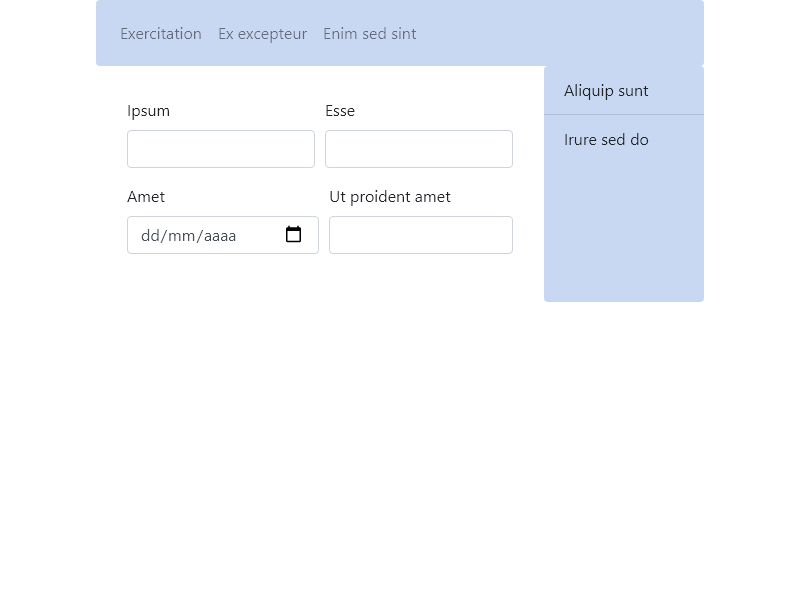 Exercitation Ex excepteur Enim sed sint
Aliquip sunt
Irure sed do
Ipsum Esse
Amet Ut proident amet
dd/mm/aaaa